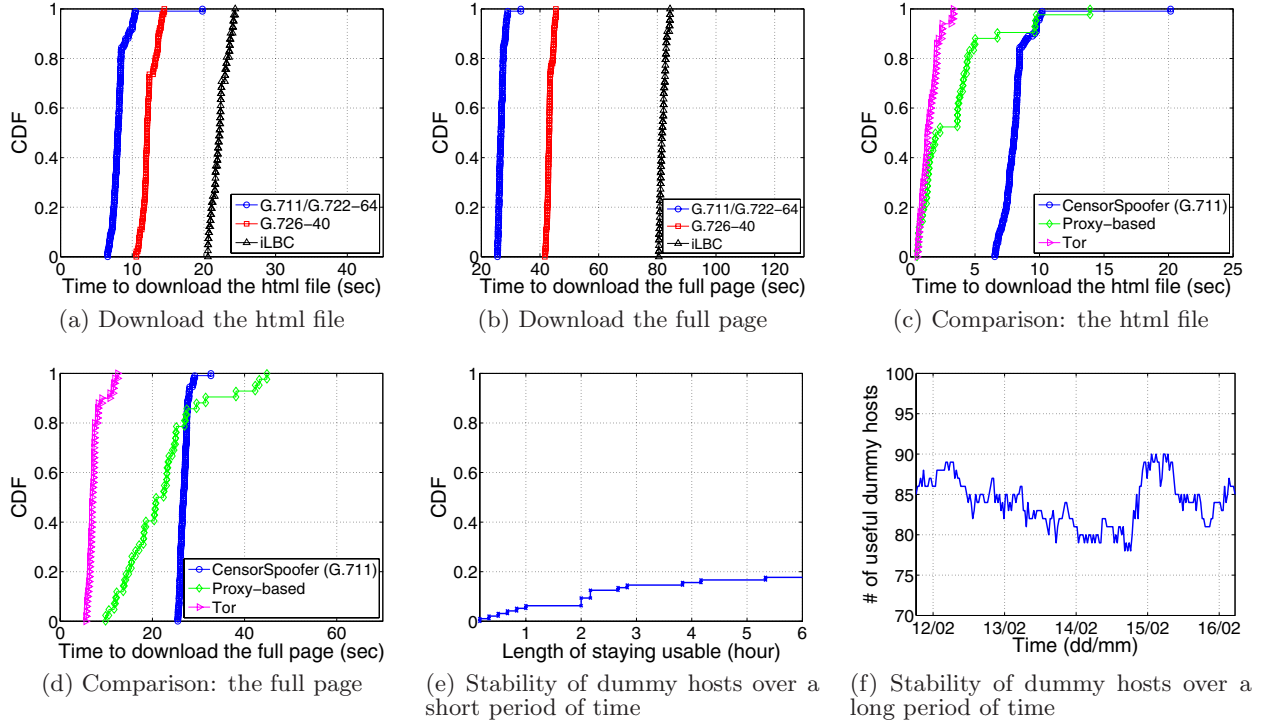 1
0.8
0.6
0.4
0.2
0
CDF
0 10 20 30 40
Time to download the html file (sec)
G.711/G.722−64
G.726−40
iLBC
(a) Download the html file
1
0.8
0.6
0.4
0.2
0
CDF
20 40 60 80 100 120
Time to download the full page (sec)
G.711/G.722−64
G.726−40
iLBC
(b) Download the full page
1
0.8
0.6
0.4
0.2
0
CDF
0 5 10 15 20 25
Time to download the html file (sec)
CensorSpoofer (G.711)
Proxy−based
Tor
(c) Comparison: the html file
1
0.8
0.6
0.4
0.2
0
CDF
0 20 40 60
Time to download the full page (sec)
CensorSpoofer (G.711)
Proxy−based
Tor
(d) Comparison: the full page
1
0.8
0.6
0.4
0.2
0
CDF
1 2 3 4 5 6
Length of staying usable (hour)
(e) Stability of dummy hosts over a
short period of time
100
95
90
85
80
75
70
# of useful dummy hosts
12/02 13/02 14/02 15/02 16/02
Time (dd/mm)
(f) Stability of dummy hosts over a
long period of time